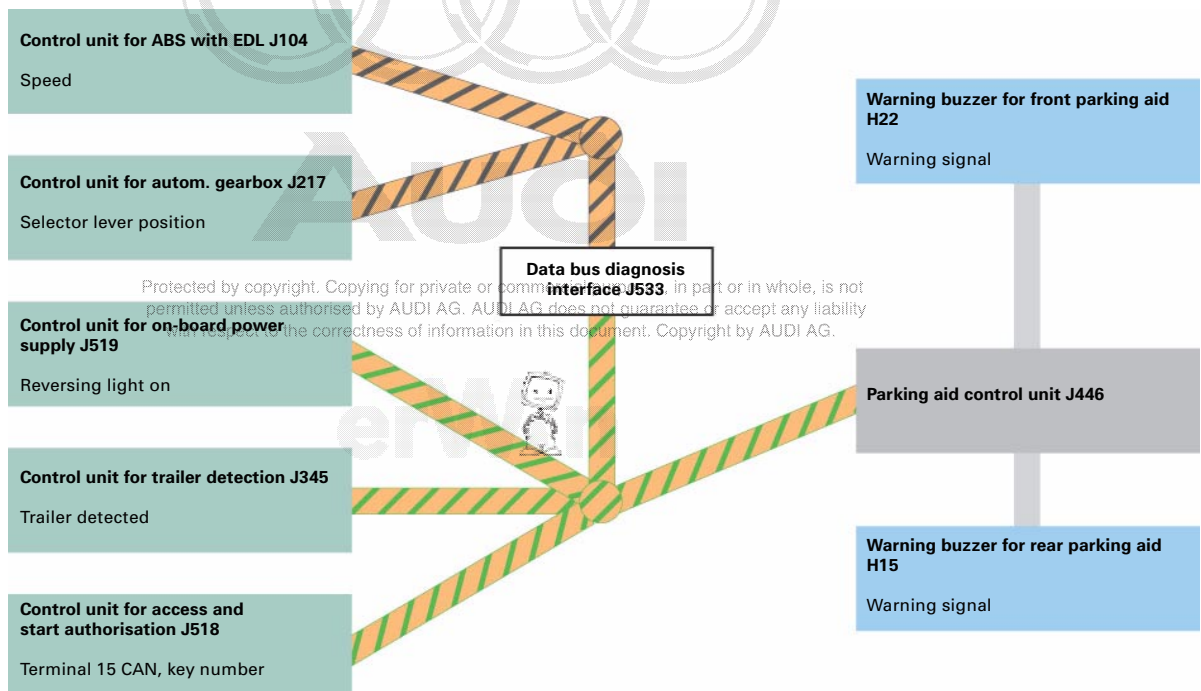 Control unit for ABS with EDL J104
Speed
Control unit for autom. gearbox J217
Selector lever position
Control unit for on-board power
supply J519
Reversing light on
Control unit for trailer detection J345
Trailer detected
Control unit for access and
start authorisation J518
Terminal 15 CAN, key number
Data bus diagnosis
interface J533
Warning buzzer for front parking aid
H22
Warning signal
Parking aid control unit J446
Warning buzzer for rear parking aid
H15
Warning signal
AUDI
Protected by copyright. Copying for private or commercial purposes, in part or in whole, is not
permitted unless authorised by AUDI AG. AUDI AG does not guarantee or accept any liability
with respect to the correctness of information in this document. Copyright by AUDI AG.
erWin